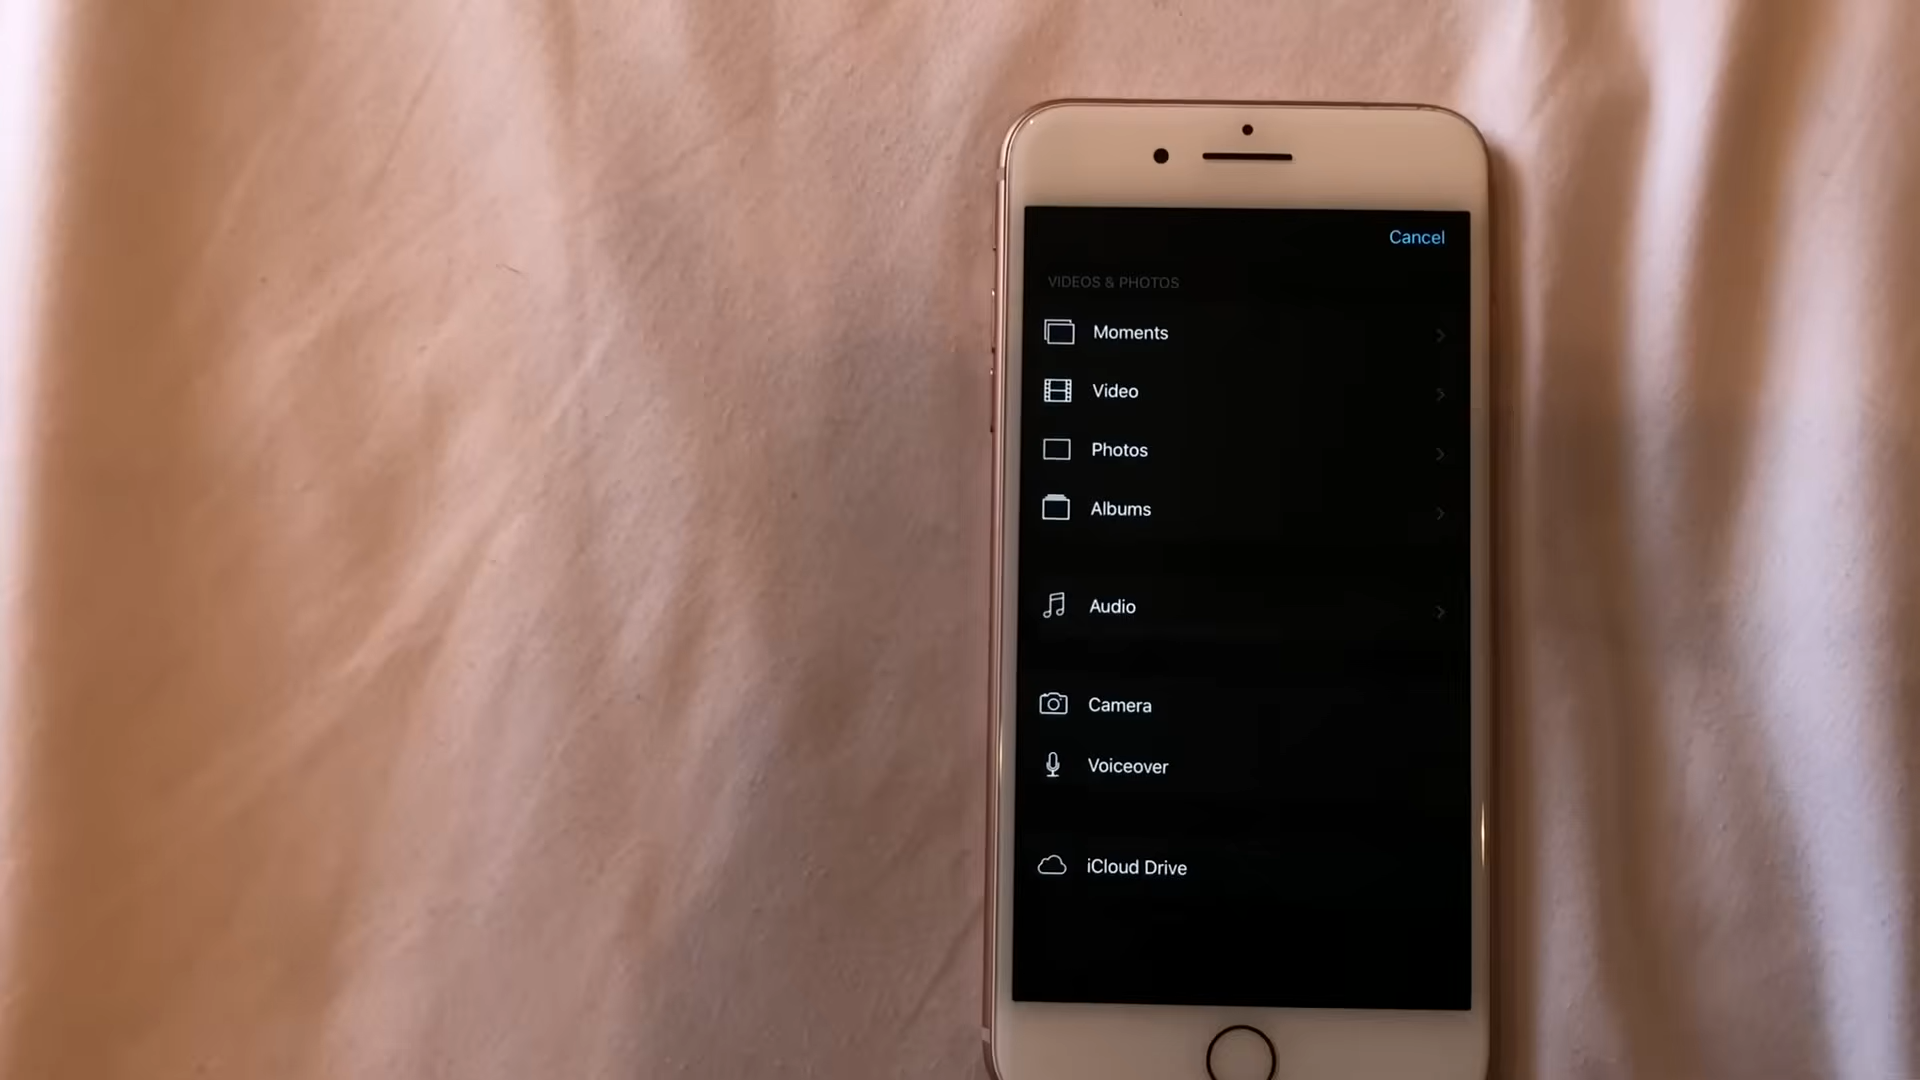 Cancel
VIDEOS & PHOTOS
Moments
Video
Photos
Albums
Audio
Camera
Voiceover
iCloud Drive